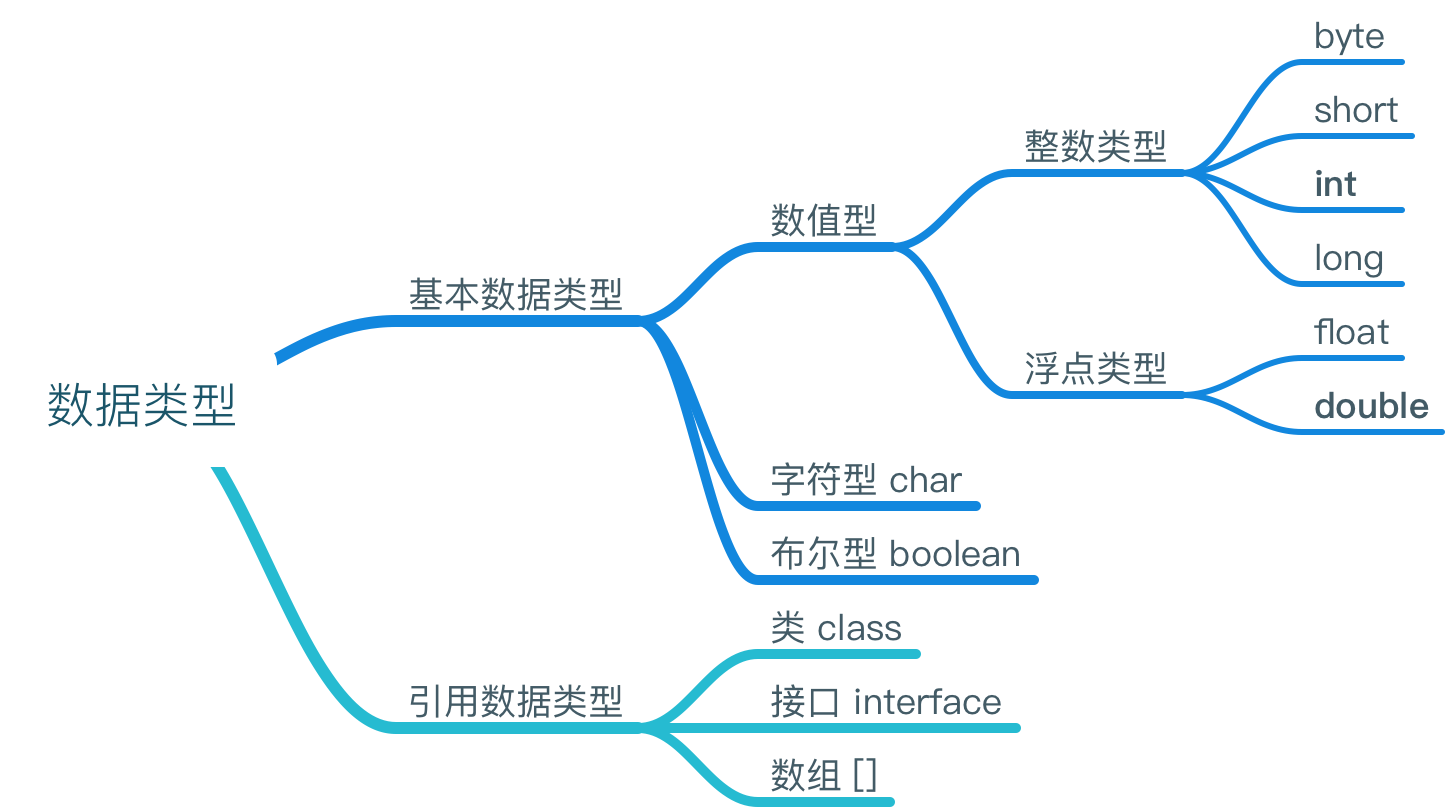 数据类型
基本数据类型
数值型
整数类型
byte
short
int
long
浮点类型
float
double
字符型 char
布尔型 boolean
引用数据类型
类 class
接口 interface
数组 []